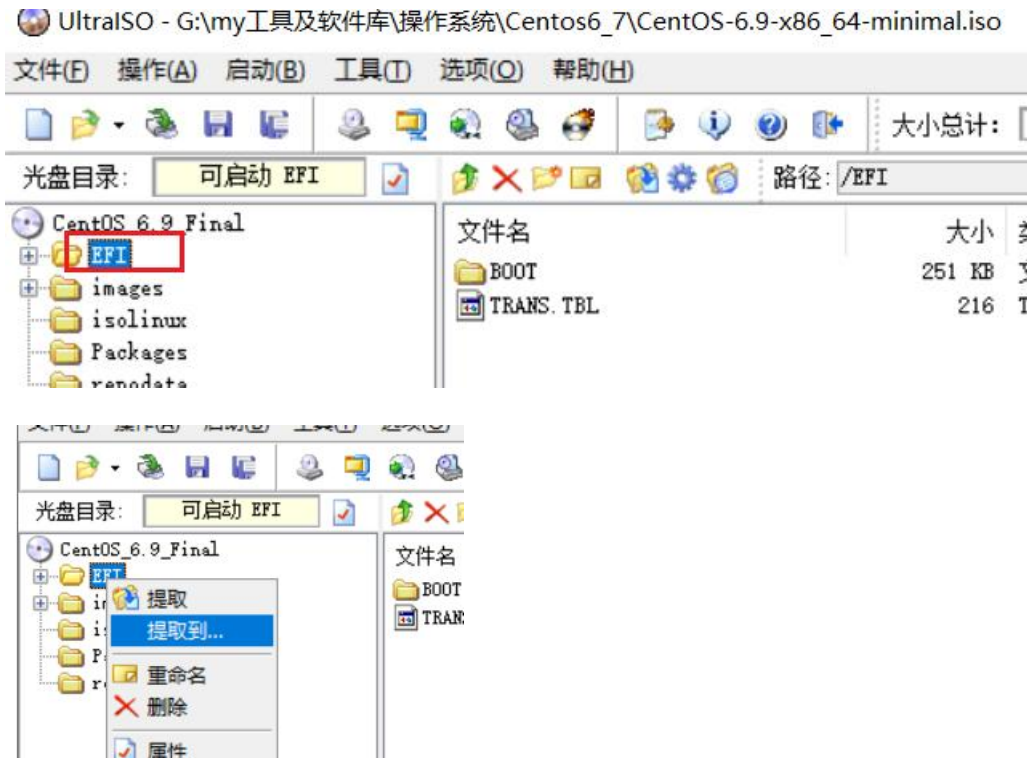 UltraISO - G:\my工具及软件库\操作系统\Centos6_7\CentOS-6.9-x86_64-minimal.iso
文件(F) 操作(A) 启动(B) 工具(T) 选项(O) 帮助(H)
大小总计:
光盘目录: 可启动 EFI 路径: /EFI
CentOS_6.9_Final
EFI
images
isolinux
Packages
repodata
文件名 大小
BOOT 251 KB
TRANS.TBL 216
光盘目录: 可启动 EFI
CentOS_6.9_Final
EFI
提取
提取到...
重命名
删除
属性
文件名
BOOT
TRAN